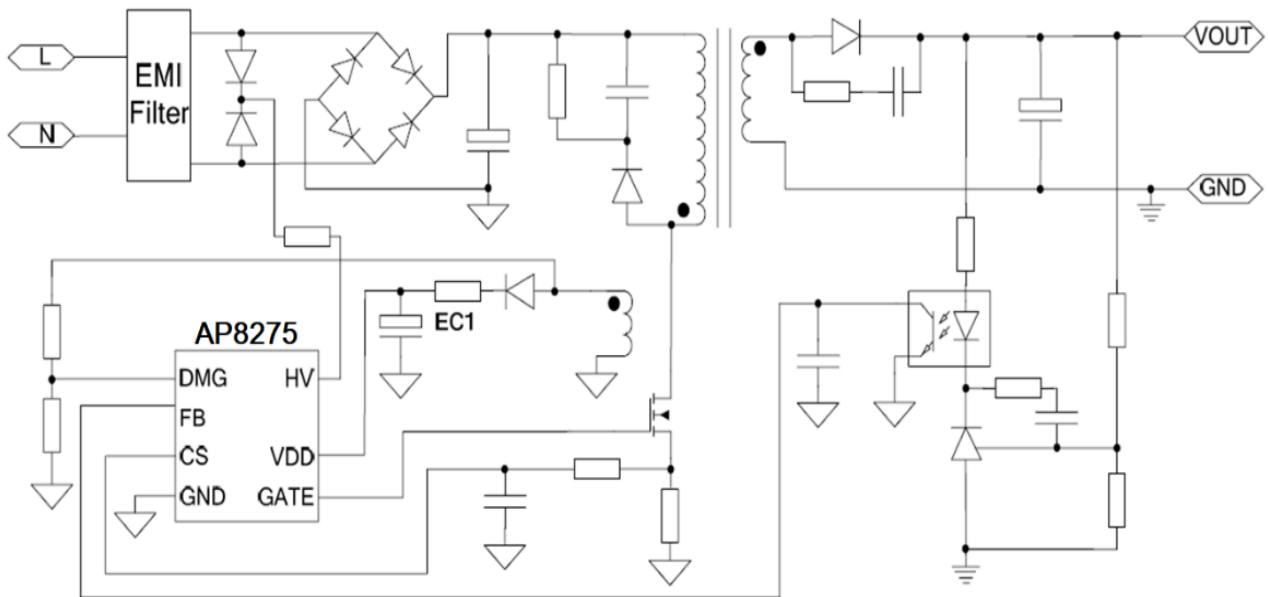 L
EMI
Filter
N
VOUT
GND
EC1
AP8275
DMG
HV
FB
CS
VDD
GND
GATE